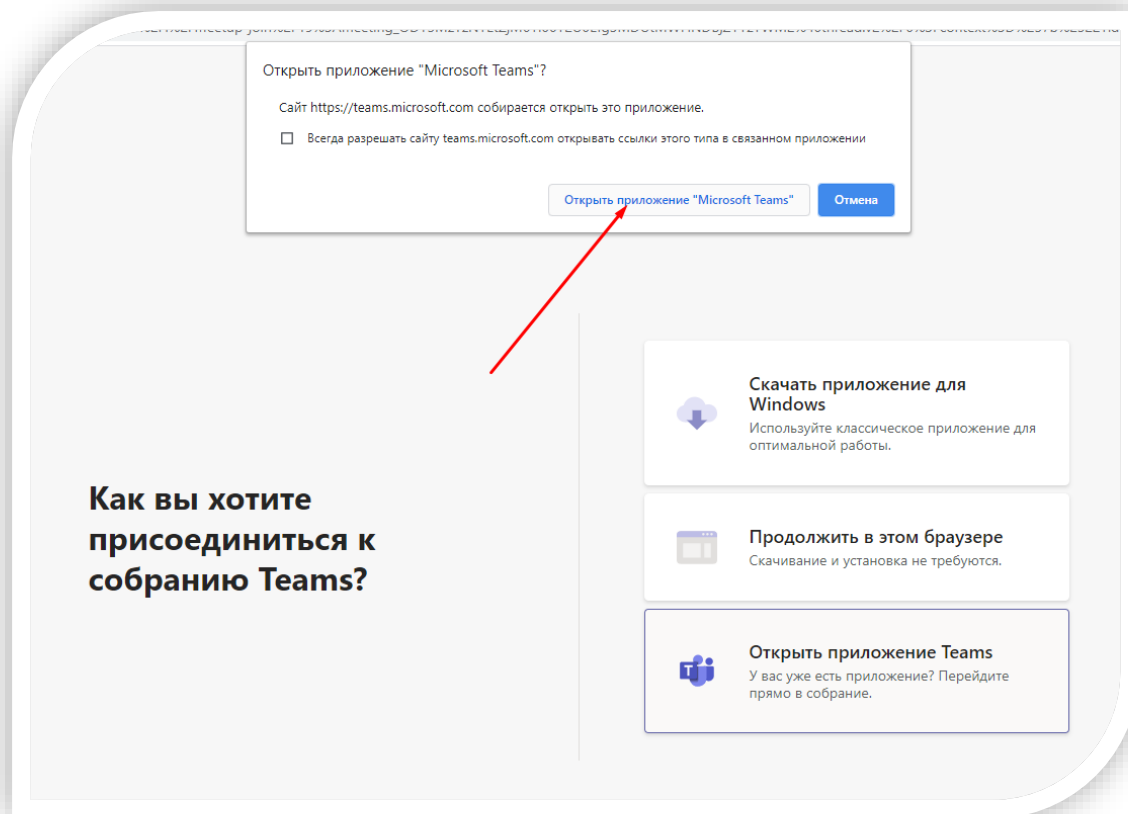 Открыть приложение "Microsoft Teams"?
Сайт https://teams.microsoft.com собирается открыть это приложение.
Всегда разрешать сайту teams.microsoft.com открывать ссылки этого типа в связанном приложении
Открыть приложение "Microsoft Teams"
Отмена
Как вы хотите
присоединиться к
собранию Teams?
Скачать приложение для
Windows
Используйте классическое приложение для
оптимальной работы.
Продолжить в этом браузере
Скачивание и установка не требуются.
Открыть приложение Teams
У вас уже есть приложение? Перейдите
прямо в собрание.